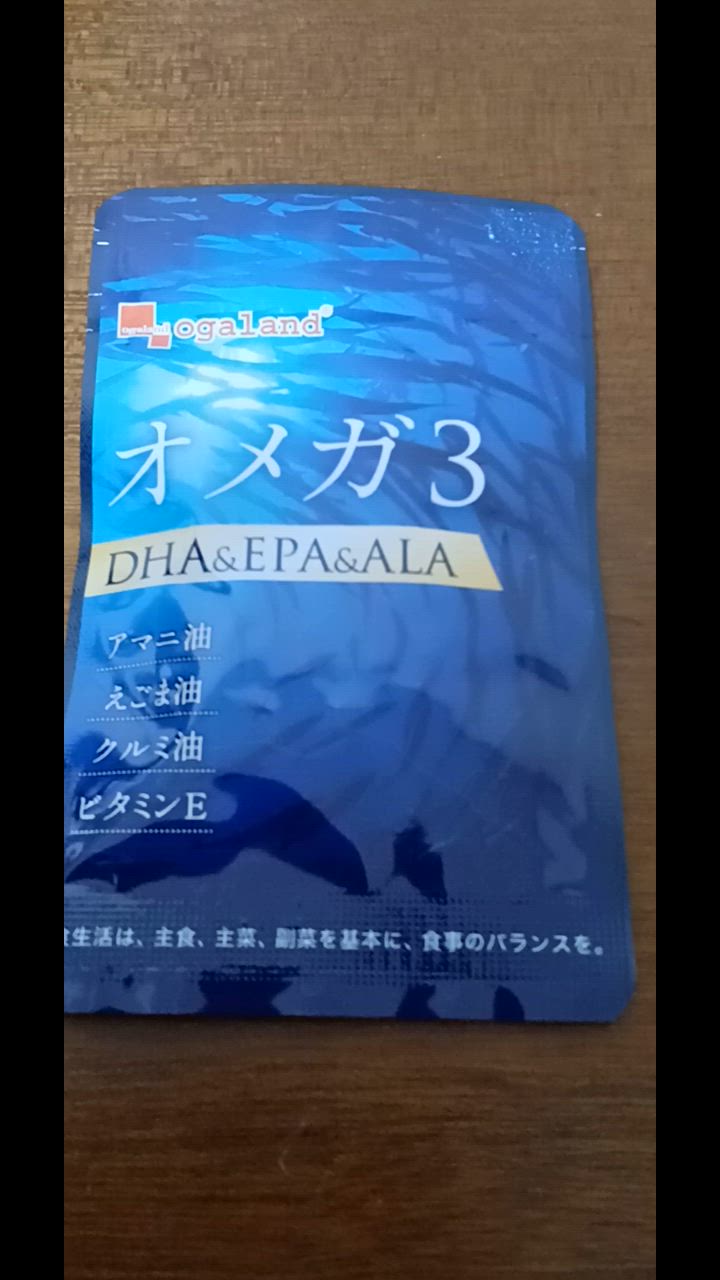 ogaland ogaland®
オメガ3
DHA&EPA&ALA
アマニ油
えごま油
クルミ油
ビタミンE
生活は、主食、主菜、副菜を基本に、食事のバランスを。